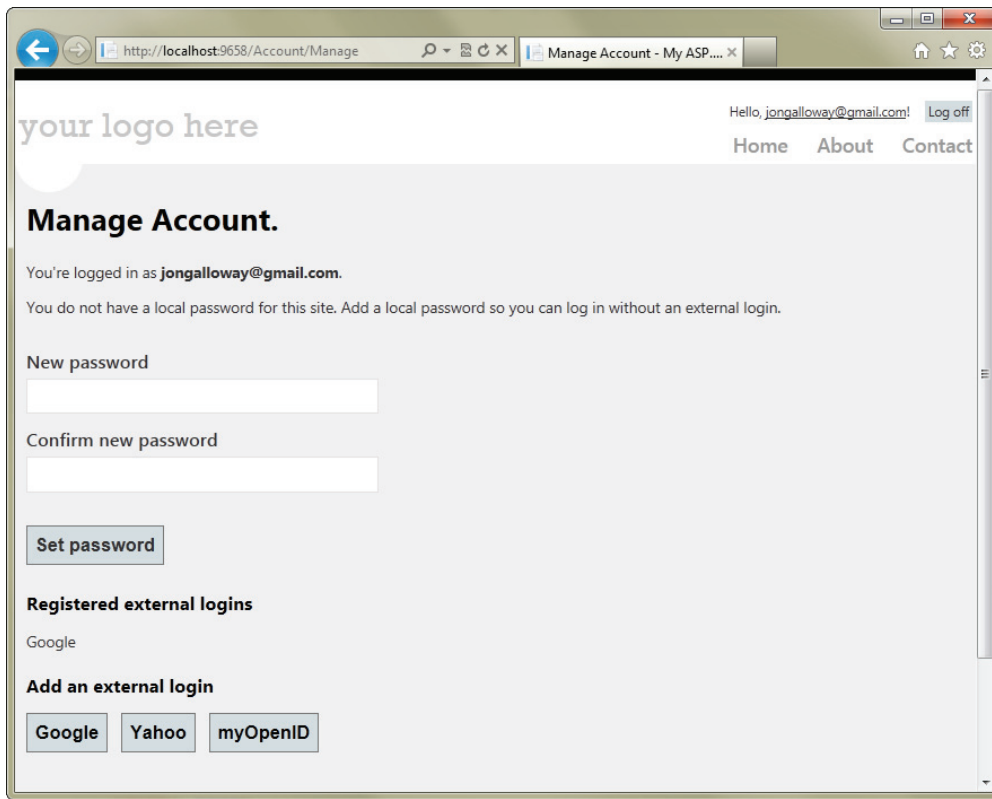 http://localhost:9658/Account/Manage
Manage Account - My ASP....
Hello, jongalloway@gmail.com! Log off
your logo here
Home About Contact
Manage Account.
You're logged in as jongalloway@gmail.com.
You do not have a local password for this site. Add a local password so you can log in without an external login.
New password
Confirm new password
Set password
Registered external logins
Google
Add an external login
Google Yahoo myOpenID